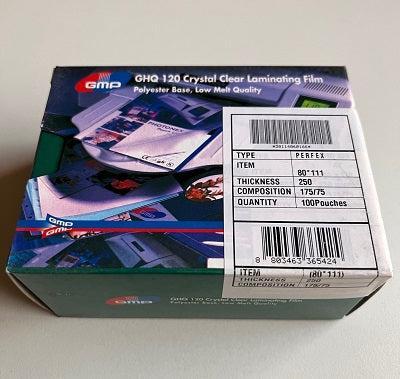 GMP
GHQ 120 Crystal Clear Laminating Film
Polyester Base, Low Melt Quality
PHOTONEX
TYPE PERFEX
ITEM 80*111
THICKNESS 250
COMPOSITION 175/75
QUANTITY 100Pouches
GMP
8 803463 365424
ITEM (80*111)
THICKNESS 250
COMPOSITION 175/75
GMP
GHQ 120 Crystal Clear Laminating Film
Polyester Base, Low Melt Quality